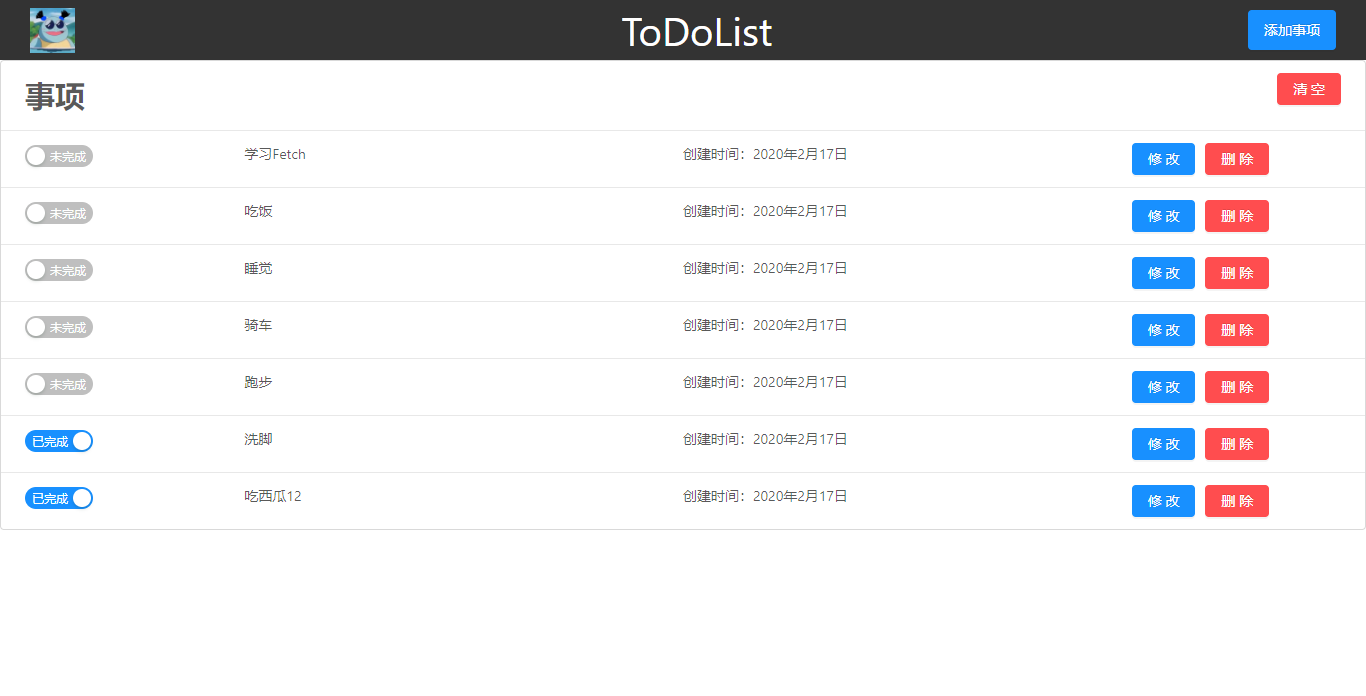 ToDoList 添加事项
事项 清 空
未完成 学习Fetch 创建时间：2020年2月17日 修 改 删 除
未完成 吃饭 创建时间：2020年2月17日 修 改 删 除
未完成 睡觉 创建时间：2020年2月17日 修 改 删 除
未完成 骑车 创建时间：2020年2月17日 修 改 删 除
未完成 跑步 创建时间：2020年2月17日 修 改 删 除
已完成 洗脚 创建时间：2020年2月17日 修 改 删 除
已完成 吃西瓜12 创建时间：2020年2月17日 修 改 删 除